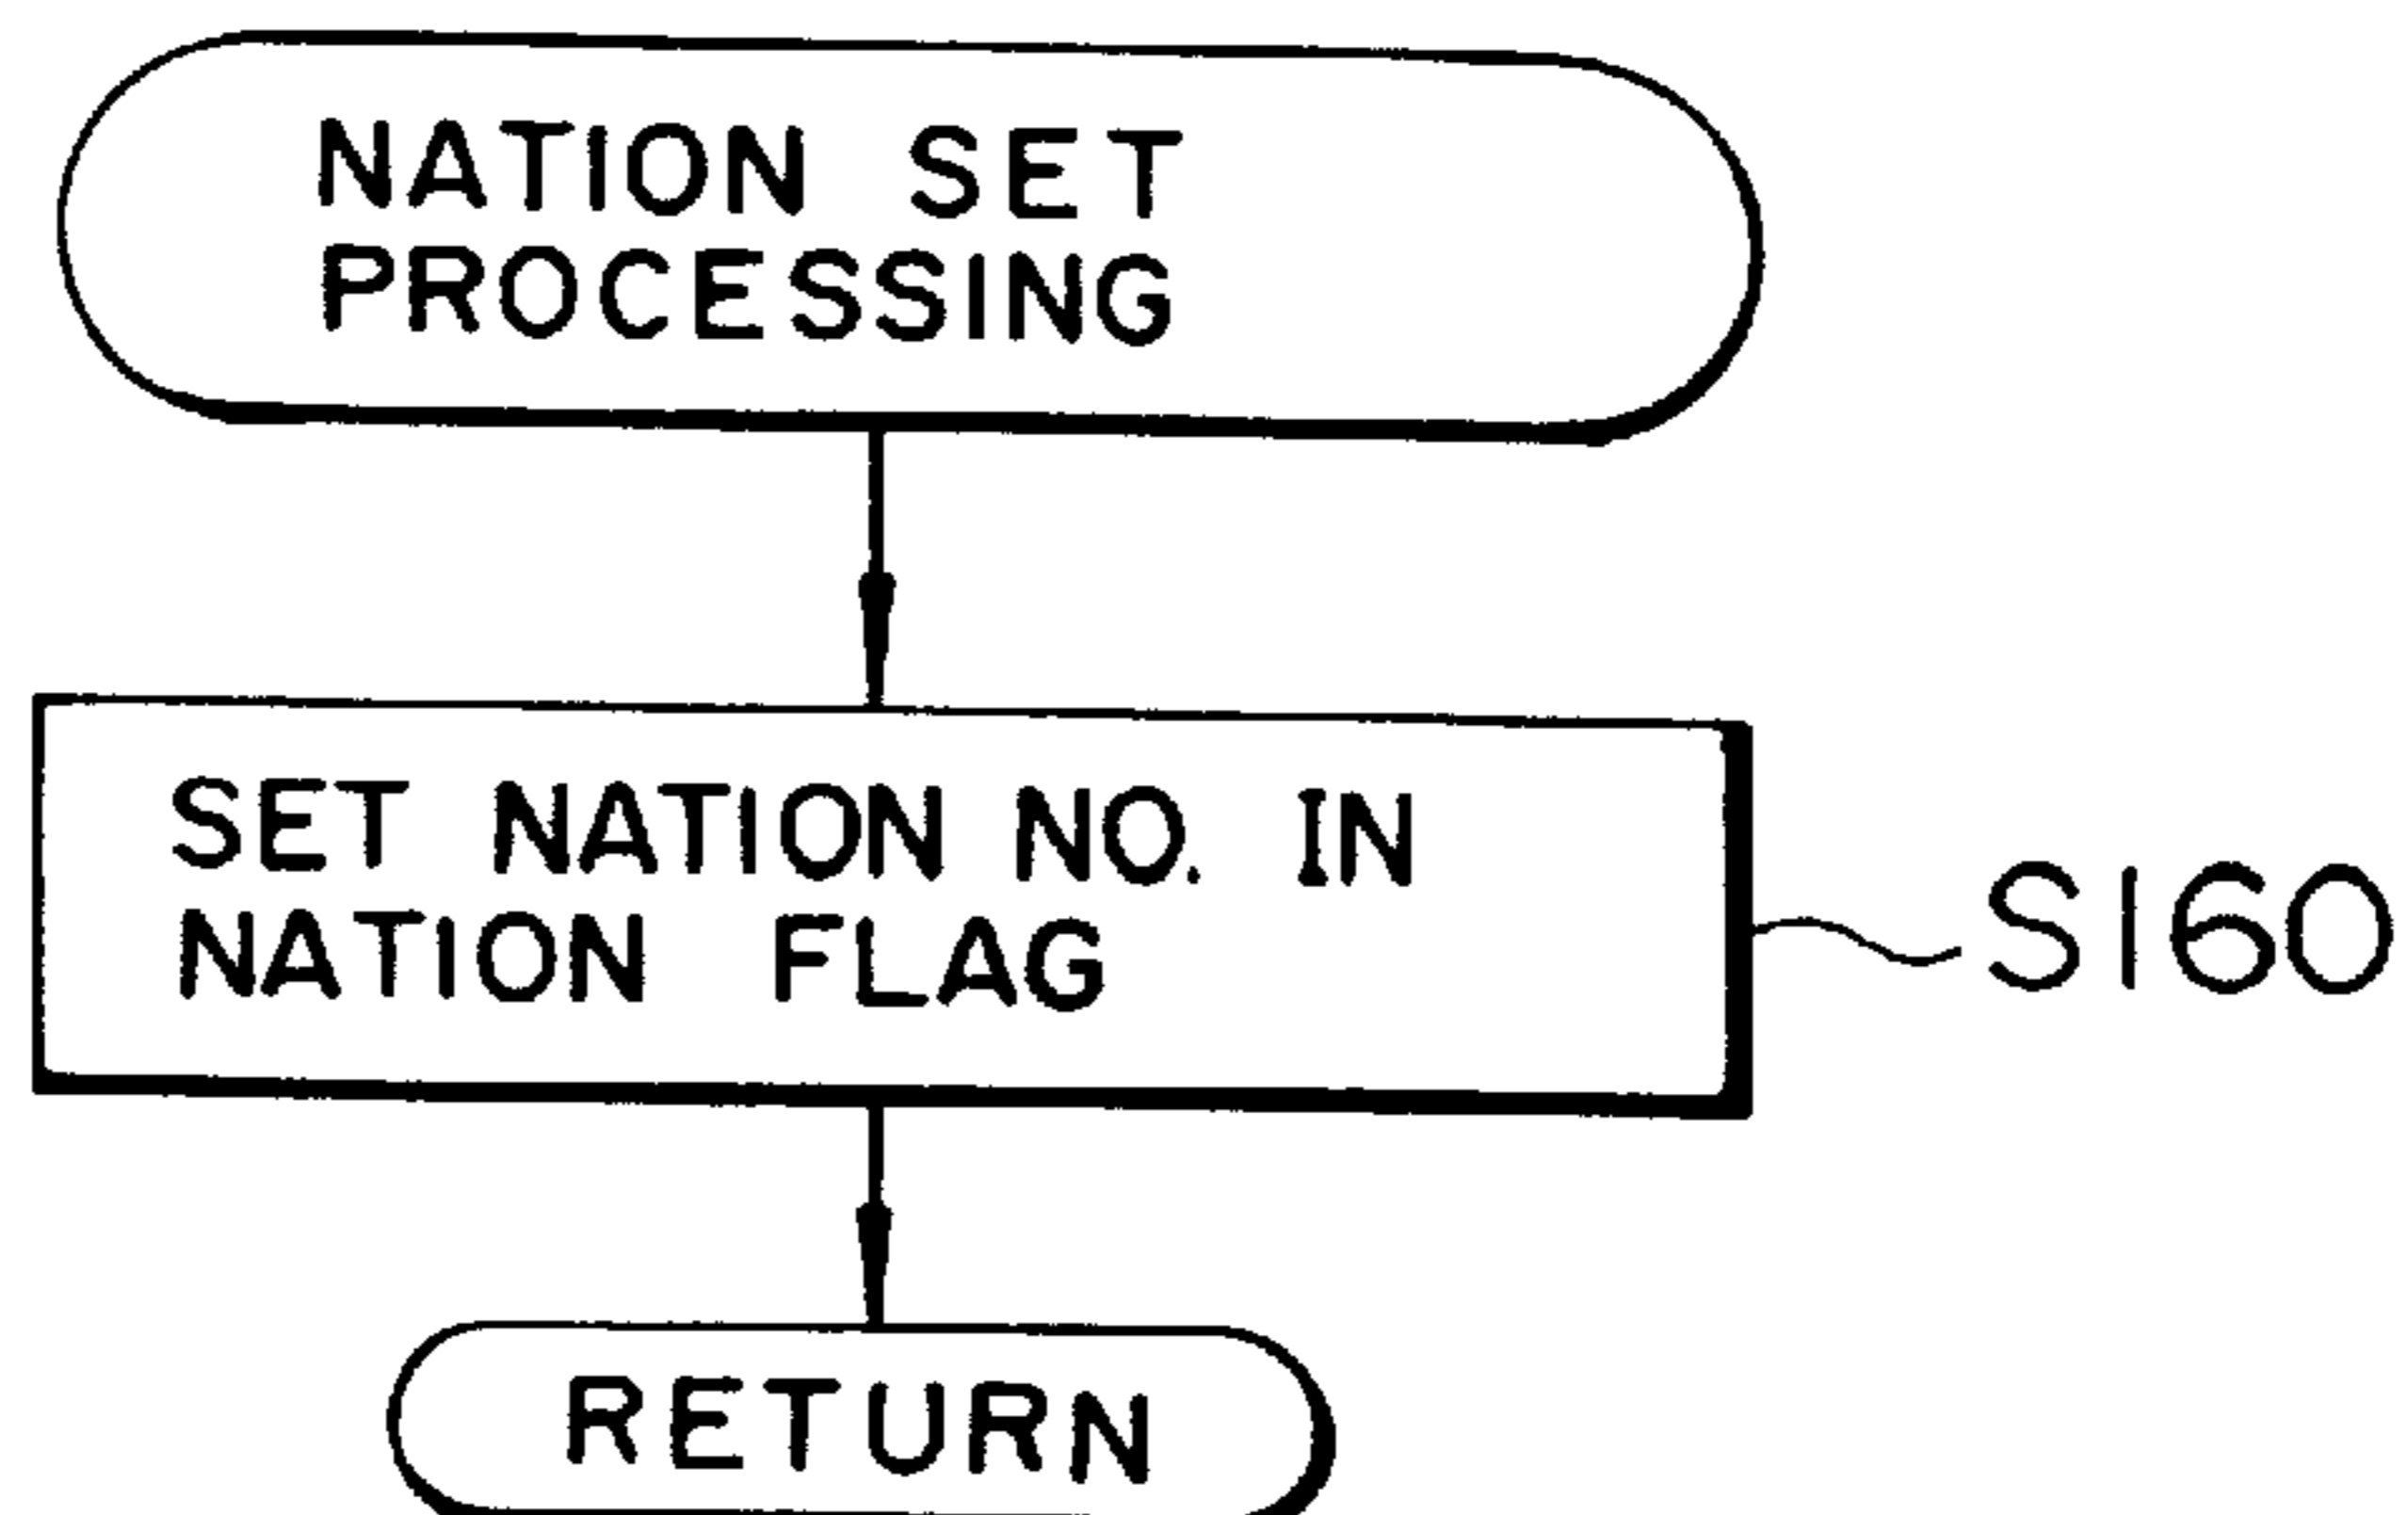 NATION SET
PROCESSING
SET NATION NO. IN
NATION FLAG
S160
RETURN